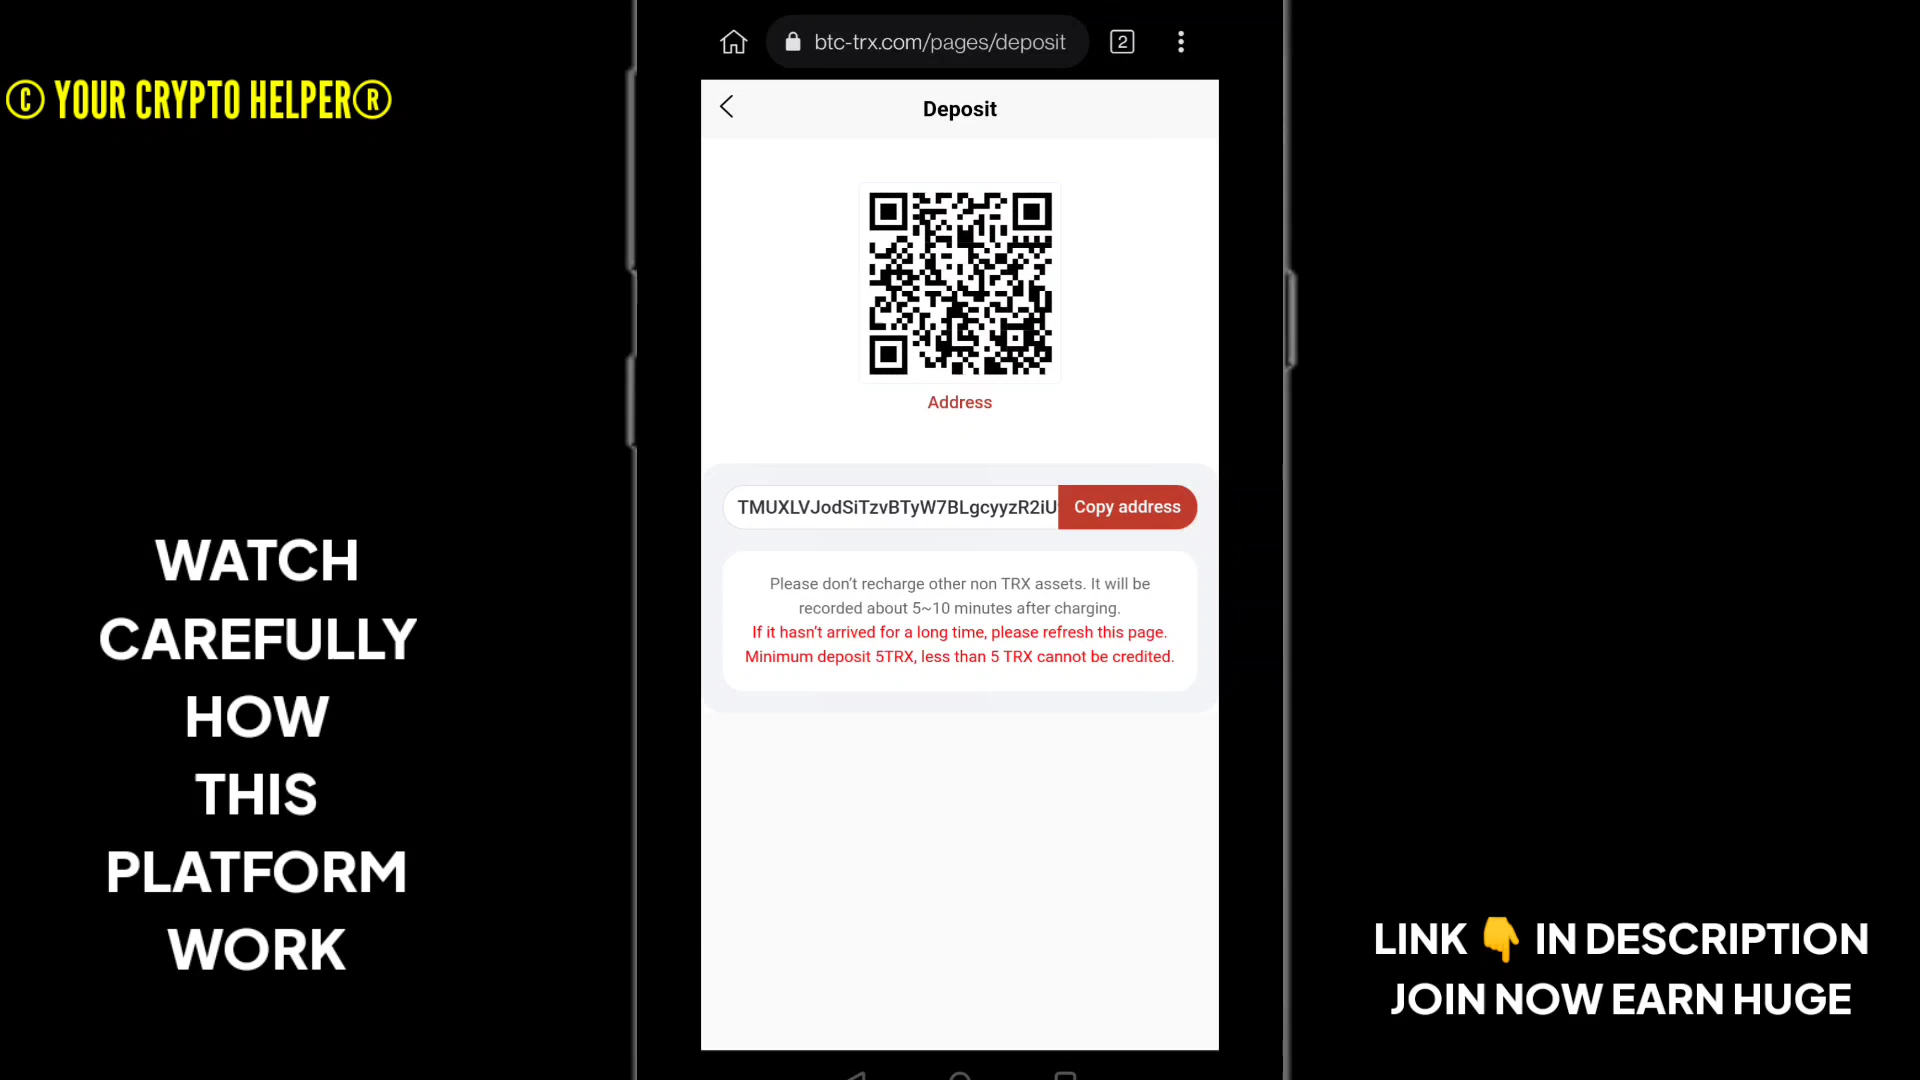 btc-trx.com/pages/deposit
2
© YOUR CRYPTO HELPER®
Deposit
Address
TMUXLVJodSiTzvBTyW7BLgcyyzR2iU
Copy address
Please don't recharge other non TRX assets. It will be
recorded about 5~10 minutes after charging.
If it hasn't arrived for a long time, please refresh this page.
Minimum deposit 5TRX, less than 5 TRX cannot be credited.
WATCH
CAREFULLY
HOW
THIS
PLATFORM
WORK
LINK 👇 IN DESCRIPTION
JOIN NOW EARN HUGE